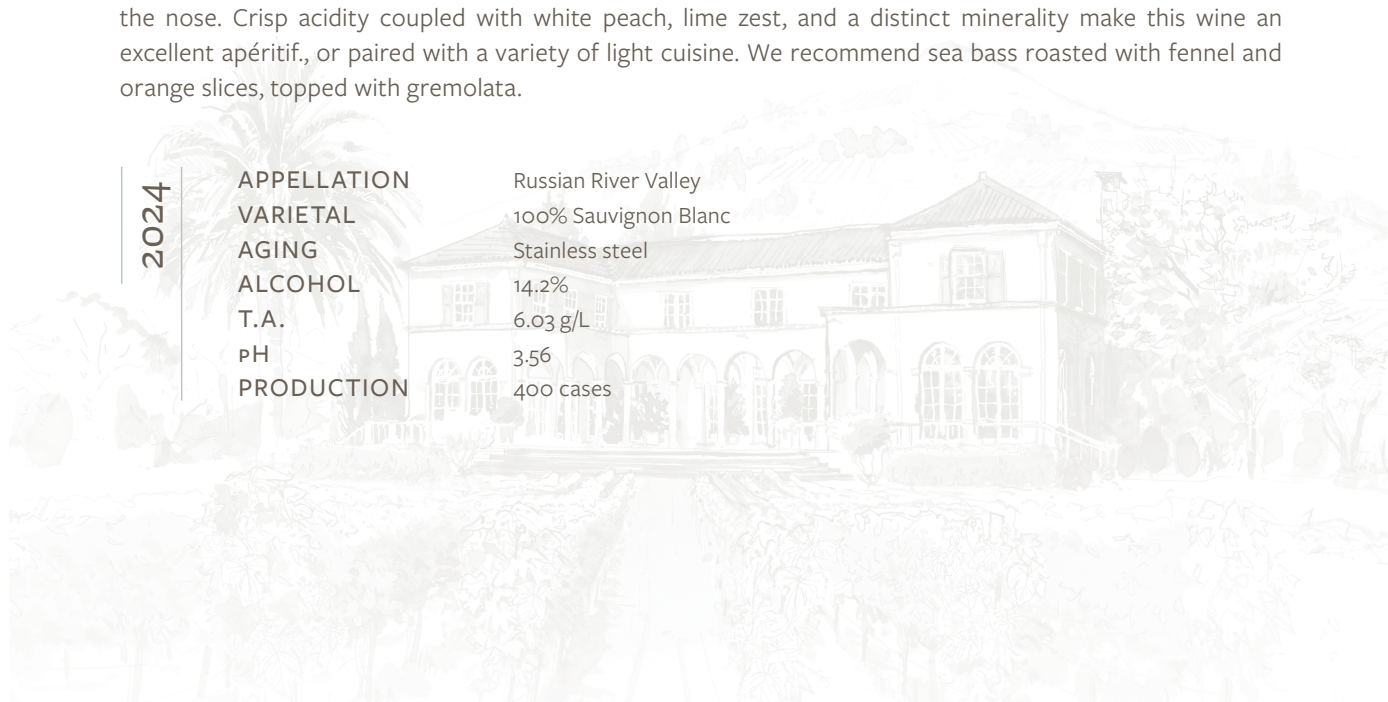 the nose. Crisp acidity coupled with white peach, lime zest, and a distinct minerality make this wine an
excellent apéritif., or paired with a variety of light cuisine. We recommend sea bass roasted with fennel and
orange slices, topped with gremolata.
2024
APPELLATION Russian River Valley
VARIETAL 100% Sauvignon Blanc
AGING Stainless steel
ALCOHOL 14.2%
T.A. 6.03 g/L
pH 3.56
PRODUCTION 400 cases